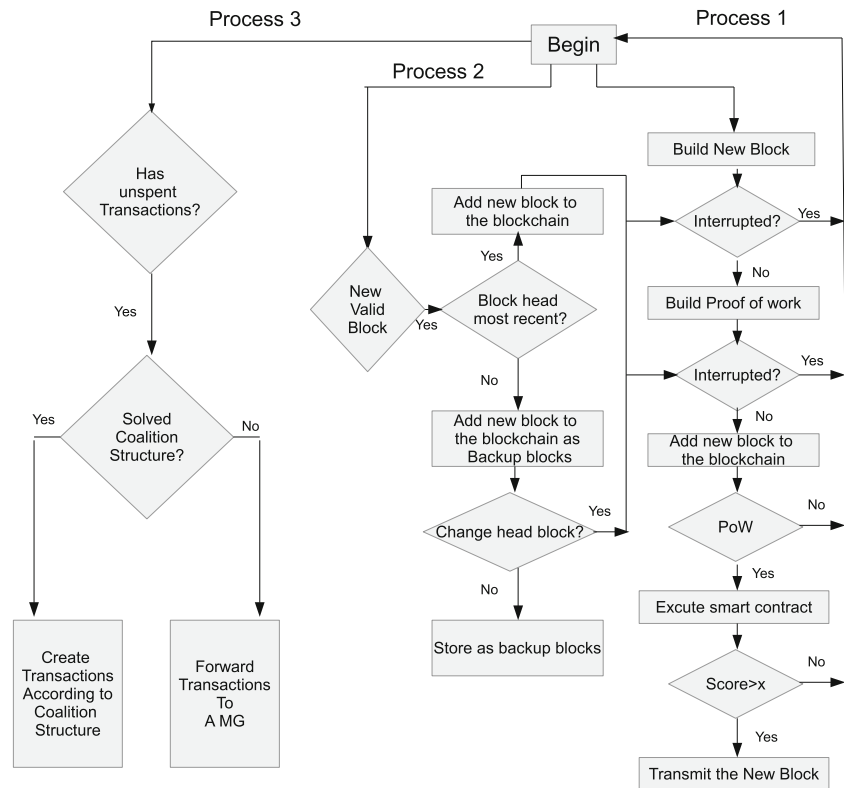 Process 3
Process 1
Begin
Process 2
Has
unspent
Transactions?
Yes
Solved
Coalition
Structure?
Yes
No
Create
Transactions
According to
Coalition
Structure
Forward
Transactions
To
A MG
New
Valid
Block
Yes
Block head
most recent?
Yes
Add new block to
the blockchain
No
Add new block to
the blockchain as
Backup blocks
Change head block?
Yes
No
Store as backup blocks
Build New Block
Interrupted?
Yes
No
Build Proof of work
Interrupted?
Yes
No
Add new block to
the blockchain
PoW
No
Yes
Excute smart contract
Score>x
No
Yes
Transmit the New Block